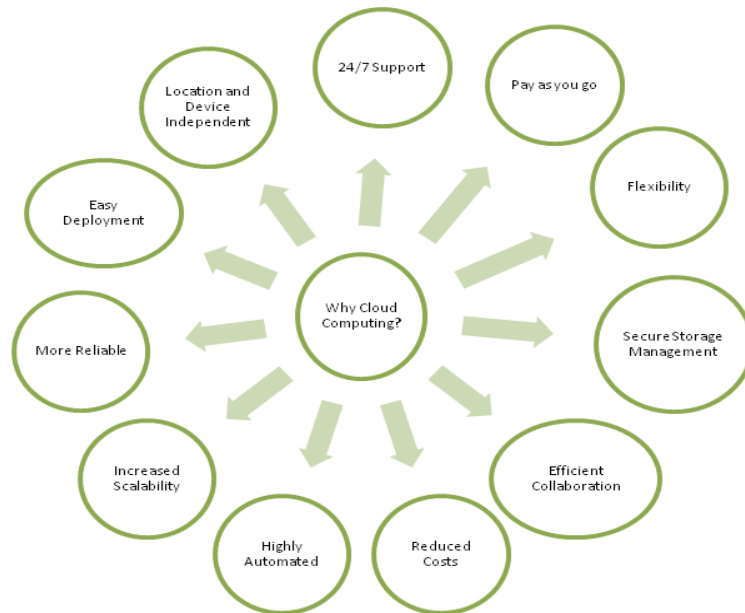 24/7 Support
Pay as you go
Flexibility
Secure Storage
Management
Efficient
Collaboration
Reduced
Costs
Highly
Automated
Increased
Scalability
More Reliable
Easy
Deployment
Location and
Device
Independent
Why Cloud
Computing?